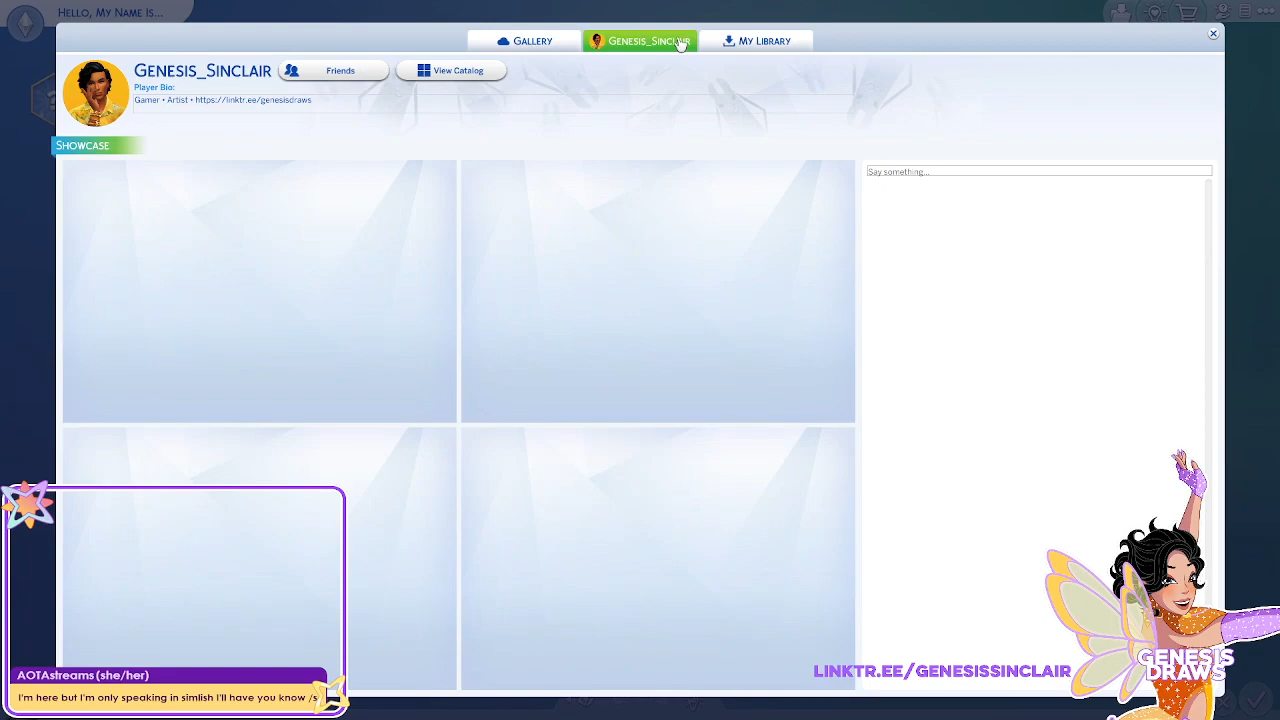 Hello, My Name Is...
Gallery
Genesis_Sinclair
My Library
Genesis_Sinclair
Friends
View Catalog
Player Bio:
Gamer • Artist • https://linktr.ee/genesisdraws
Showcase
Say something...
AOTAstreams (she/her)
I'm here but I'm only speaking in simlish I'll have you know /s
LINKTR.EE/GENESISSINCLAIR
GENESIS
DRAWS